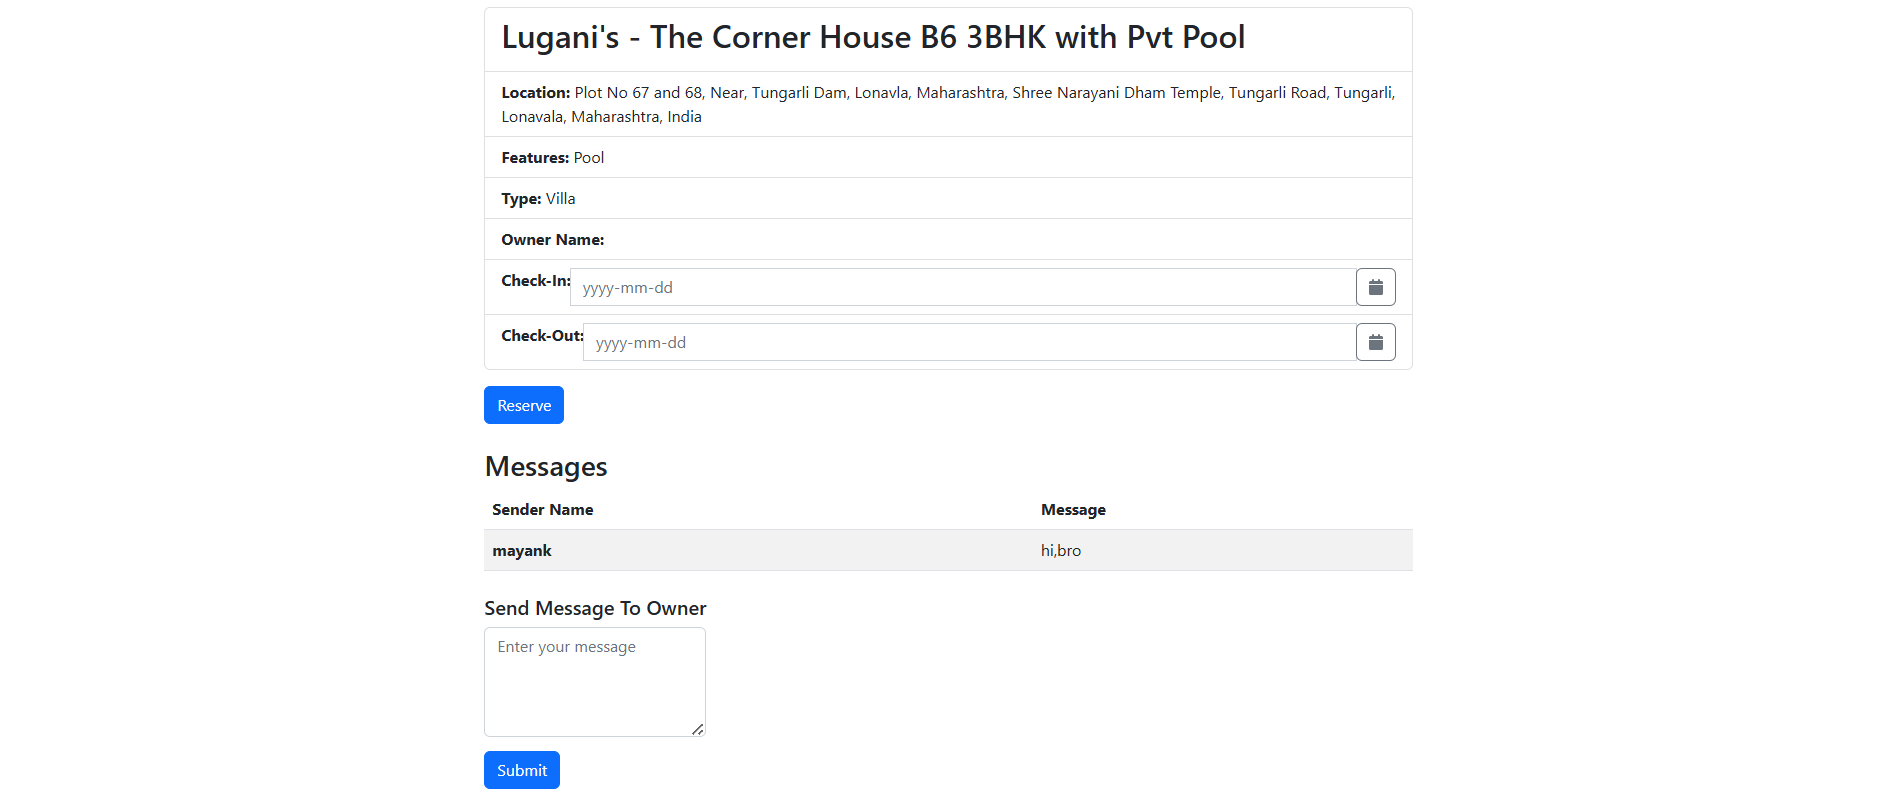 Lugani's - The Corner House B6 3BHK with Pvt Pool
Location: Plot No 67 and 68, Near, Tungarli Dam, Lonavla, Maharashtra, Shree Narayani Dham Temple, Tungarli Road, Tungarli,
Lonavala, Maharashtra, India
Features: Pool
Type: Villa
Owner Name:
Check-In: yyyy-mm-dd
Check-Out: yyyy-mm-dd
Reserve
Messages
Sender Name Message
mayank hi,bro
Send Message To Owner
Enter your message
Submit